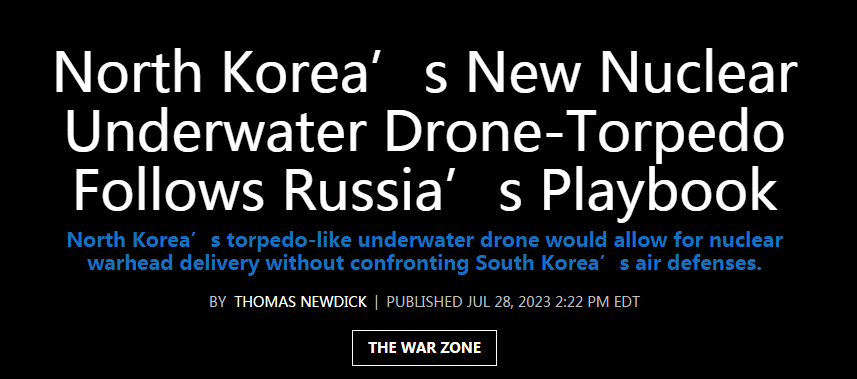 North Korea’s New Nuclear
Underwater Drone-Torpedo
Follows Russia’s Playbook
North Korea’s torpedo-like underwater drone would allow for nuclear
warhead delivery without confronting South Korea’s air defenses.
BY THOMAS NEWDICK | PUBLISHED JUL 28, 2023 2:22 PM EDT
THE WAR ZONE